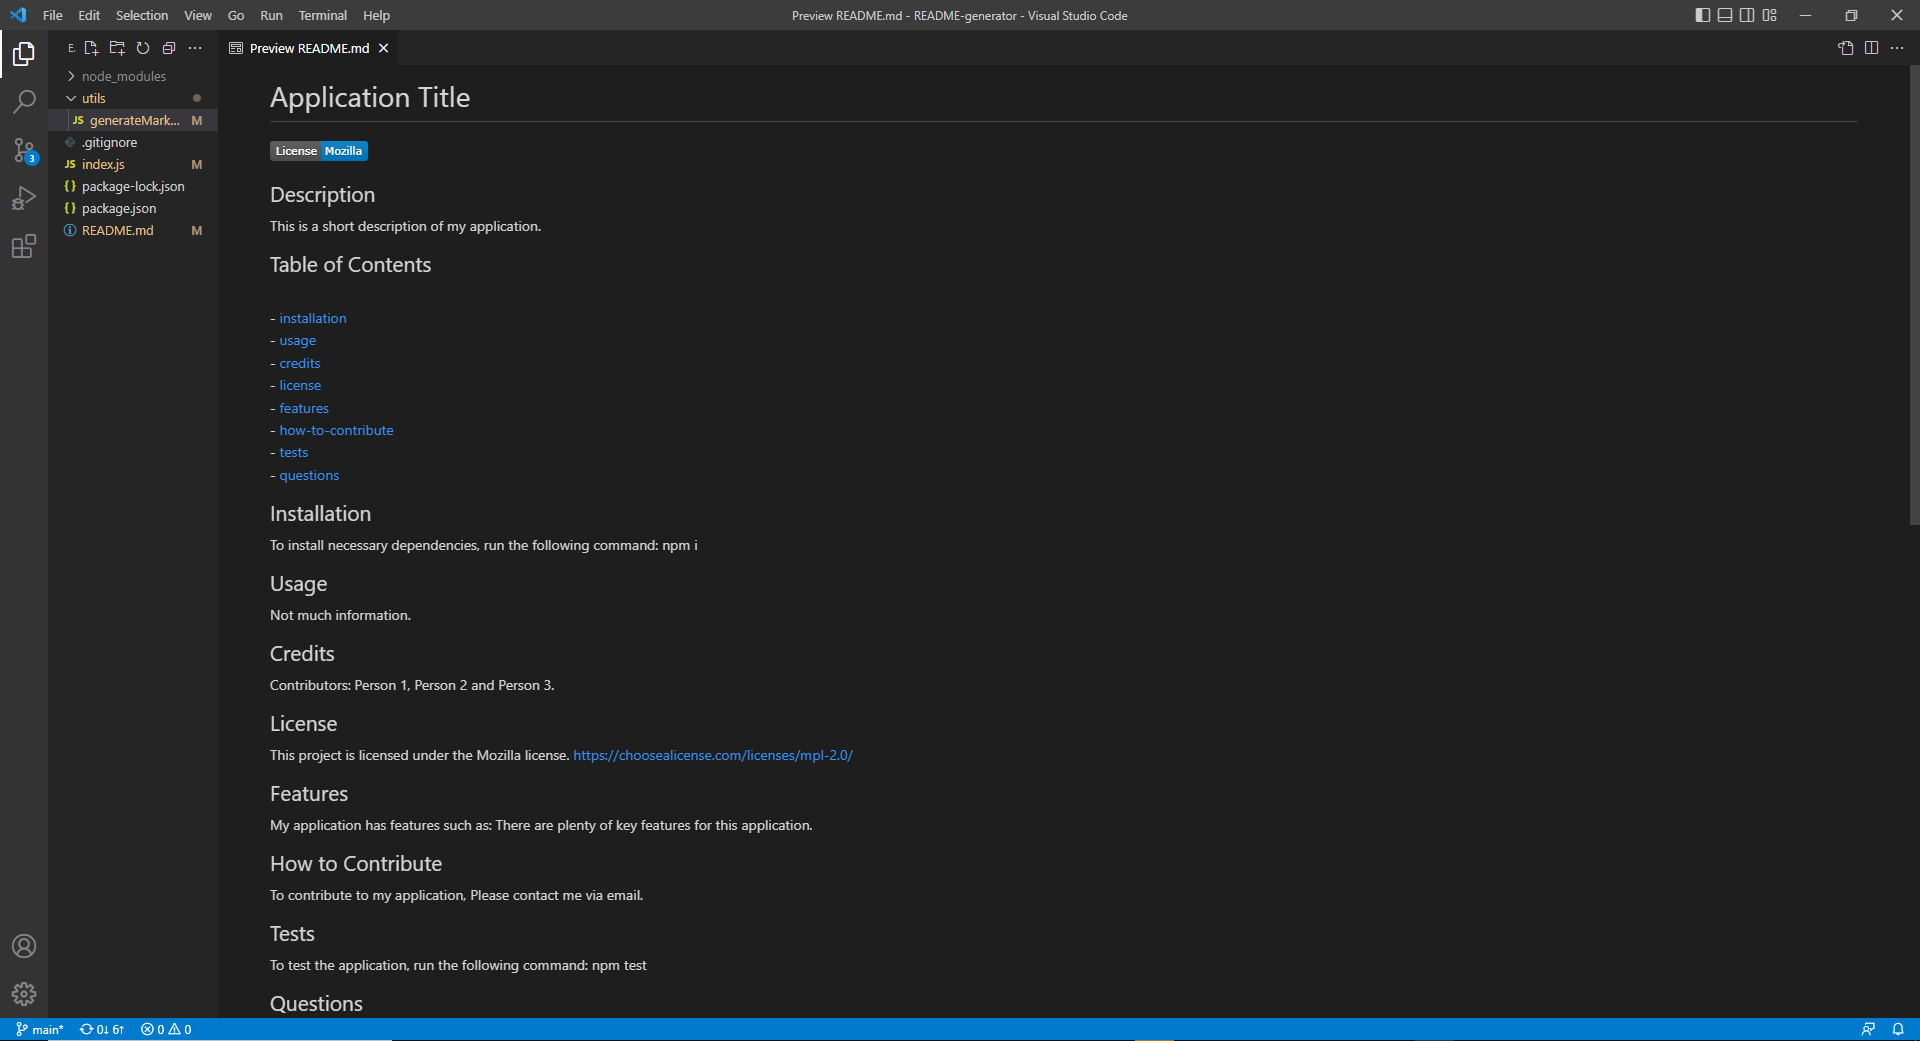 File Edit Selection View Go Run Terminal Help
Preview README.md - README-generator - Visual Studio Code
E.
Preview README.md
node_modules
utils
JS generateMark... M
.gitignore
JS index.js M
{} package-lock.json
{} package.json
README.md M
3
Application Title
License Mozilla
Description
This is a short description of my application.
Table of Contents
- installation
- usage
- credits
- license
- features
- how-to-contribute
- tests
- questions
Installation
To install necessary dependencies, run the following command: npm i
Usage
Not much information.
Credits
Contributors: Person 1, Person 2 and Person 3.
License
This project is licensed under the Mozilla license. https://choosealicense.com/licenses/mpl-2.0/
Features
My application has features such as: There are plenty of key features for this application.
How to Contribute
To contribute to my application, Please contact me via email.
Tests
To test the application, run the following command: npm test
Questions
main* 0↓ 6↑ 0 0